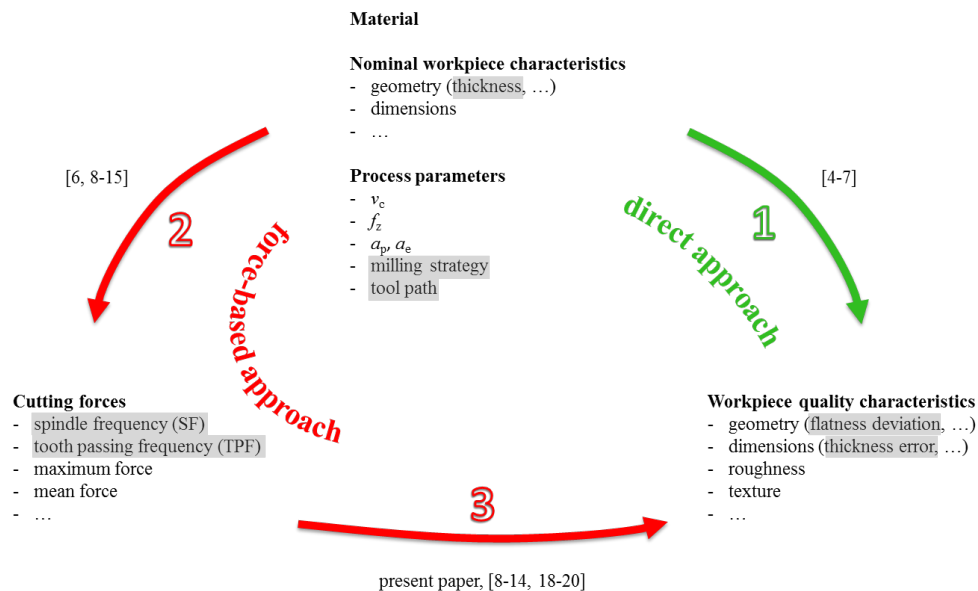 Material
Nominal workpiece characteristics
- geometry (thickness, …)
- dimensions
- …
[6, 8-15]
[4-7]
Process parameters
- vc
- fz
- ap, ae
- milling strategy
- tool path
2
1
force-based approach
direct approach
Cutting forces
- spindle frequency (SF)
- tooth passing frequency (TPF)
- maximum force
- mean force
- …
Workpiece quality characteristics
- geometry (flatness deviation, …)
- dimensions (thickness error, …)
- roughness
- texture
- …
3
present paper, [8-14, 18-20]